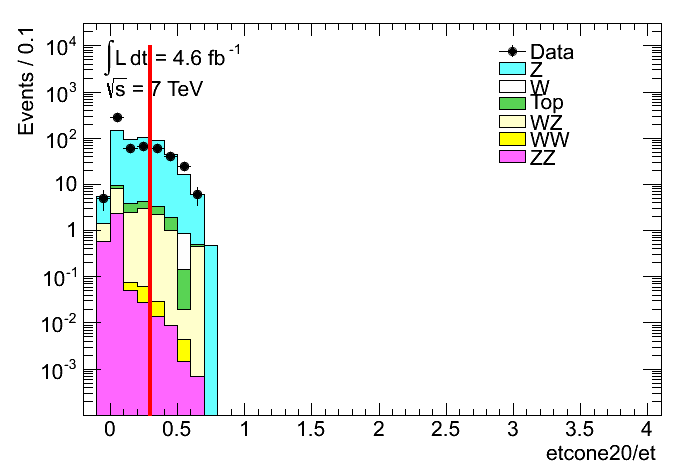 Events / 0.1
10^4
10^3
10^2
10
1
10^-1
10^-2
10^-3
∫L dt = 4.6 fb^-1
√s = 7 TeV
Data
Z
W
Top
WZ
WW
ZZ
0 0.5 1 1.5 2 2.5 3 3.5 4
etcone20/et